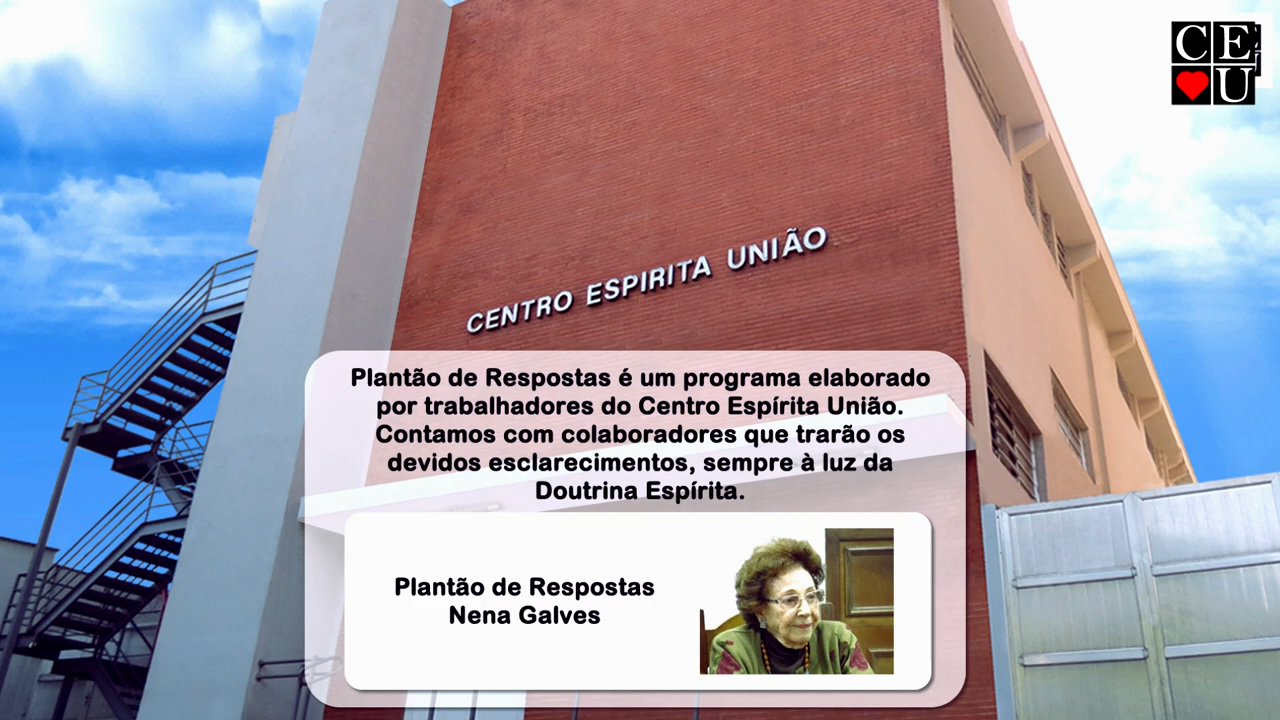 CE
U
CENTRO ESPIRITA UNIÃO
Plantão de Respostas é um programa elaborado
por trabalhadores do Centro Espírita União.
Contamos com colaboradores que trarão os
devidos esclarecimentos, sempre à luz da
Doutrina Espírita.
Plantão de Respostas
Nena Galves